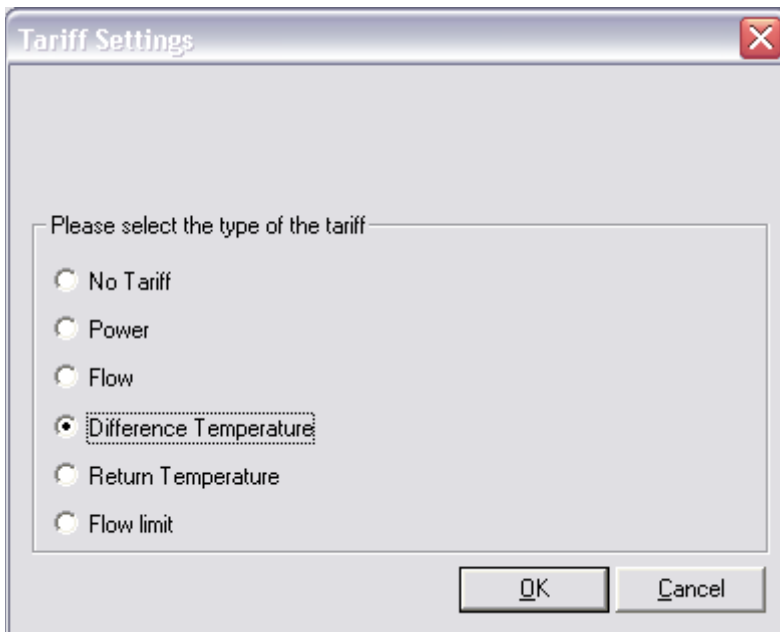 Tariff Settings
Please select the type of the tariff
No Tariff
Power
Flow
Difference Temperature
Return Temperature
Flow limit
OK Cancel